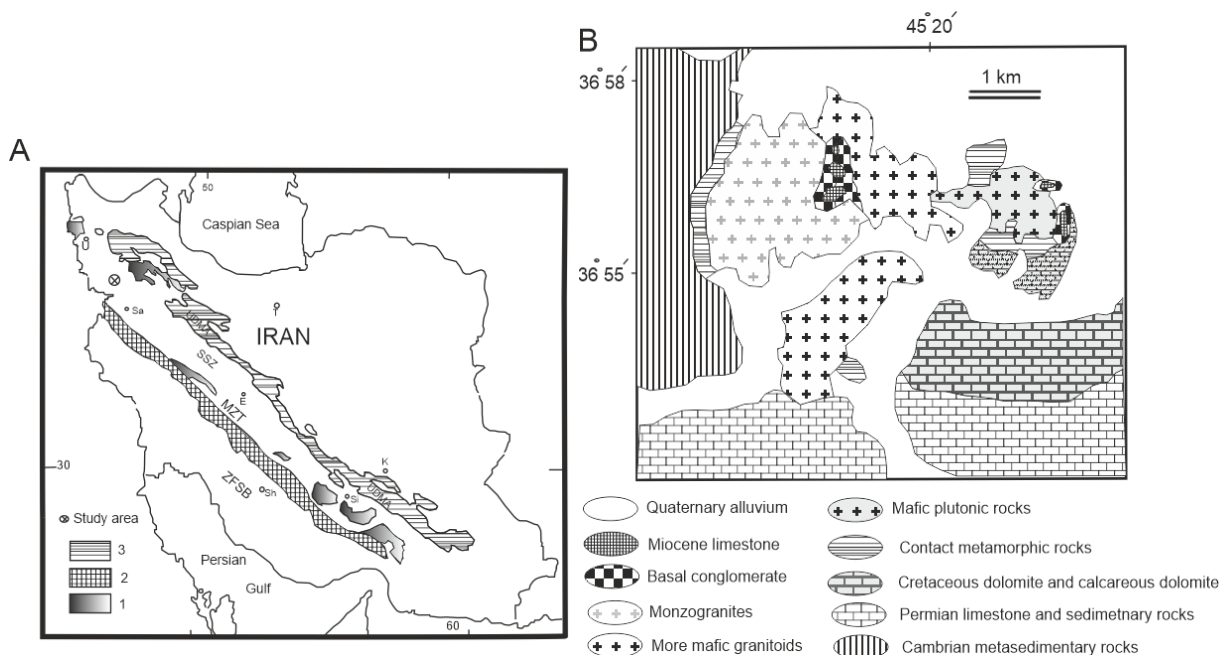 A
50
Caspian Sea
Sa
IRAN
UDMA
SSZ
E
MZT
30
K
ZFSB
Sh
Si
UDMA
Study area
3
2
1
Persian
Gulf
60
B
45° 20′
36° 58′
1 km
36° 55′
Quaternary alluvium
Miocene limestone
Basal conglomerate
Monzogranites
More mafic granitoids
Mafic plutonic rocks
Contact metamorphic rocks
Cretaceous dolomite and calcareous dolomite
Permian limestone and sedimetnary rocks
Cambrian metasedimentary rocks